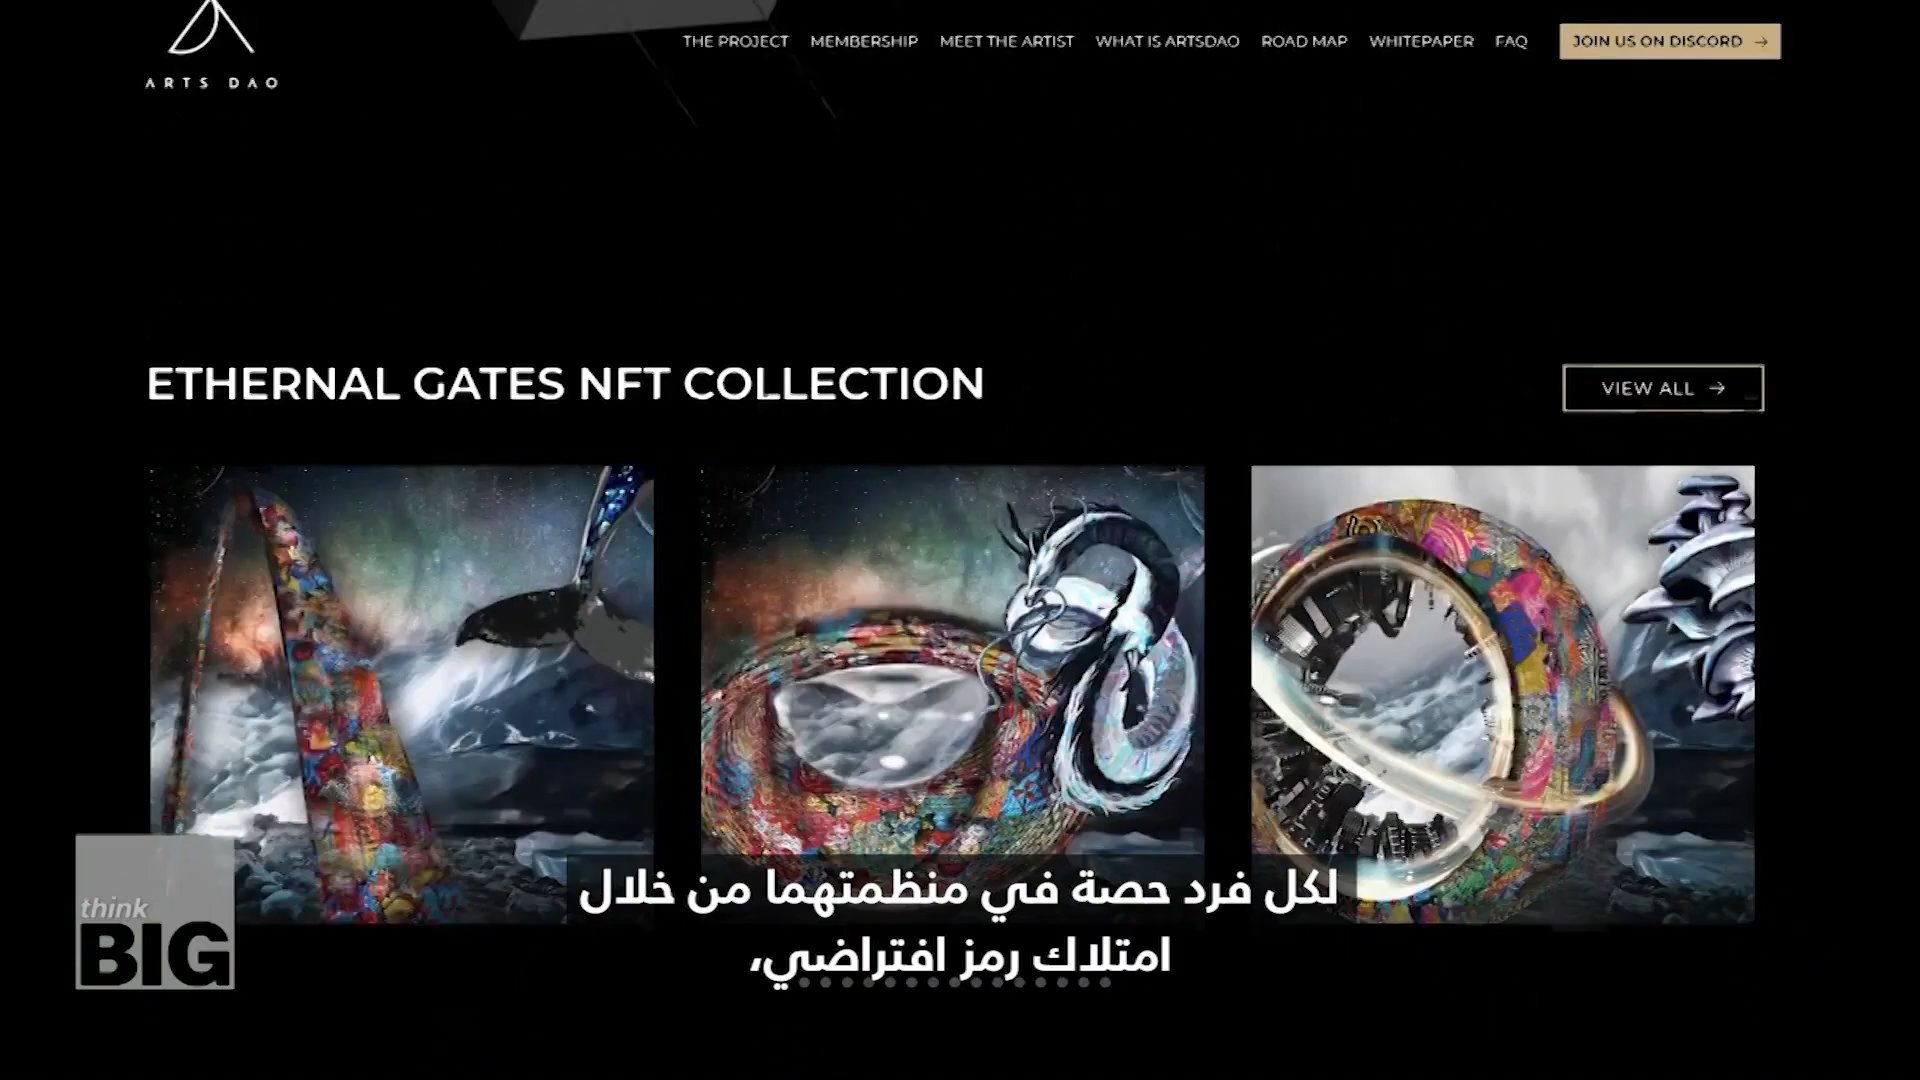 ARTS DAO
THE PROJECT MEMBERSHIP MEET THE ARTIST WHAT IS ARTSDAO ROAD MAP WHITEPAPER FAQ JOIN US ON DISCORD →
ETHERNAL GATES NFT COLLECTION
VIEW ALL →
لكل فرد حصة في منظمتهما من خلال
امتلاك رمز افتراضي،
think
BIG